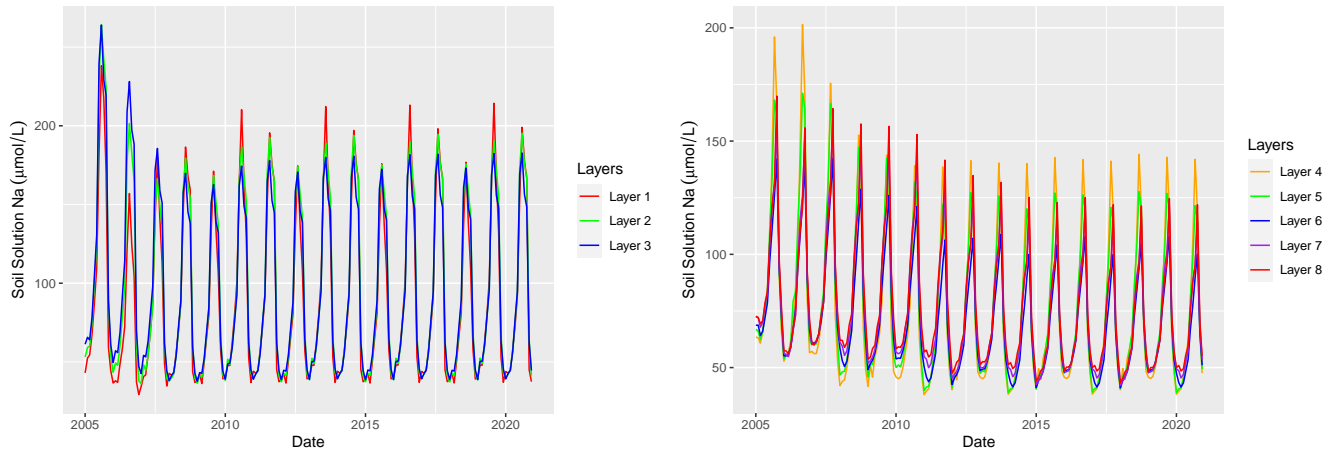 Soil Solution Na (μmol/L)
200
100
2005 2010 2015 2020
Date
Layers
Layer 1
Layer 2
Layer 3
Soil Solution Na (μmol/L)
200
150
100
50
2005 2010 2015 2020
Date
Layers
Layer 4
Layer 5
Layer 6
Layer 7
Layer 8